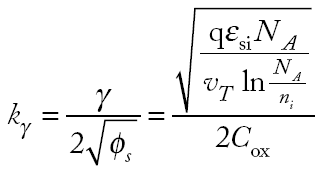 k_γ = γ / (2√ϕ_s) = √(qε_si N_A / (v_T ln(N_A / n_i))) / (2C_ox)